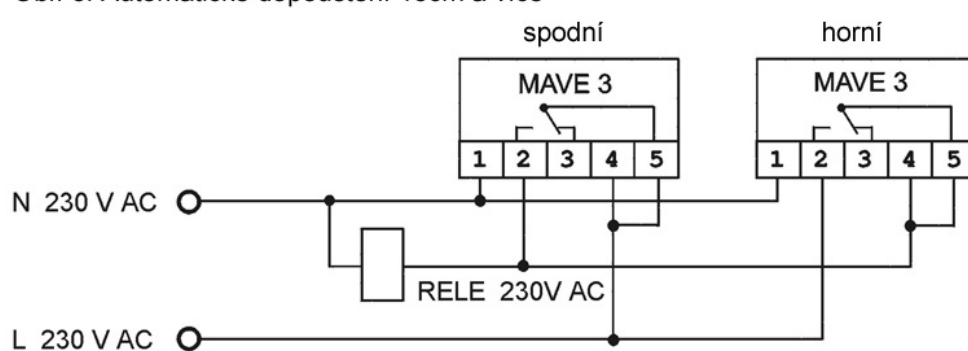 spodní horní
MAVE 3 MAVE 3
1 2 3 4 5 1 2 3 4 5
N 230 V AC
RELE 230V AC
L 230 V AC